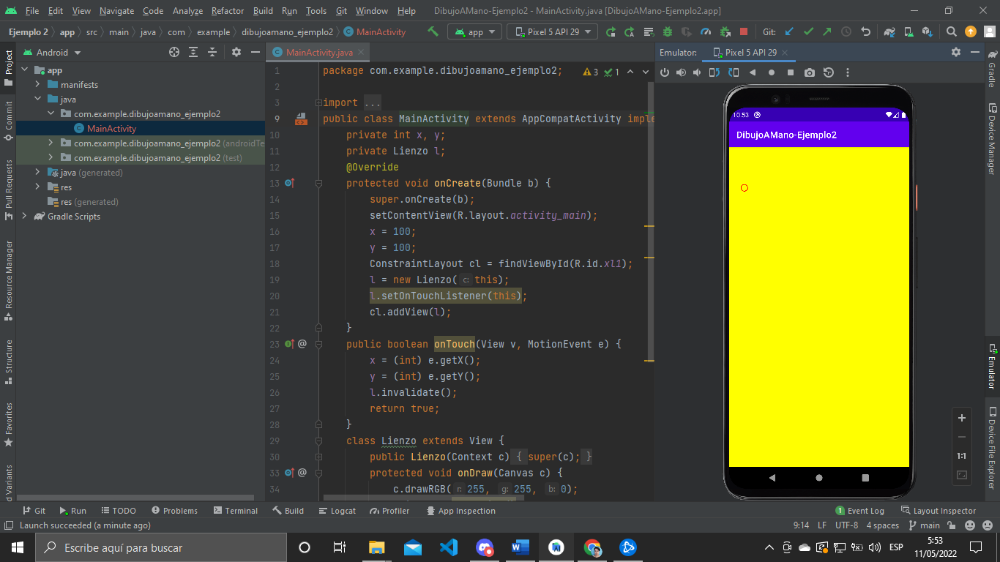 File Edit View Navigate Code Analyze Refactor Build Run Tools Git Window Help DibujoAMano-Ejemplo2 - MainActivity.java [DibujoAMano-Ejemplo2.app]
Ejemplo 2 app src main java com example dibujoamano_ejemplo2 MainActivity app Pixel 5 API 29 Git:
Project
Commit
Pull Requests
Resource Manager
Structure
Favorites
d Variants
Android
app
manifests
java
com.example.dibujoamano_ejemplo2
MainActivity
com.example.dibujoamano_ejemplo2 (androidTe
com.example.dibujoamano_ejemplo2 (test)
java (generated)
res
res (generated)
Gradle Scripts
MainActivity.java
3 1
1 package com.example.dibujoamano_ejemplo2;
2
3 import ...
9 public class MainActivity extends AppCompatActivity imple
10 private int x, y;
11 private Lienzo l;
12 @Override
13 protected void onCreate(Bundle b) {
14 super.onCreate(b);
15 setContentView(R.layout.activity_main);
16 x = 100;
17 y = 100;
18 ConstraintLayout cl = findViewById(R.id.xl1);
19 l = new Lienzo( c: this);
20 l.setOnTouchListener(this);
21 cl.addView(l);
22 }
23 @ public boolean onTouch(View v, MotionEvent e) {
24 x = (int) e.getX();
25 y = (int) e.getY();
26 l.invalidate();
27 return true;
28 }
29 class Lienzo extends View {
30 public Lienzo(Context c) { super(c); }
33 @ protected void onDraw(Canvas c) {
34 c.drawRGB( r: 255, g: 255, b: 0);
Emulator: Pixel 5 API 29
10:53
DibujoAMano-Ejemplo2
1:1
Gradle
Device Manager
Emulator
Device File Explorer
Git Run TODO Problems Terminal Build Logcat Profiler App Inspection 1 Event Log Layout Inspector
Launch succeeded (a minute ago) 9:14 LF UTF-8 4 spaces main
Escribe aquí para buscar
ESP
5:53
11/05/2022